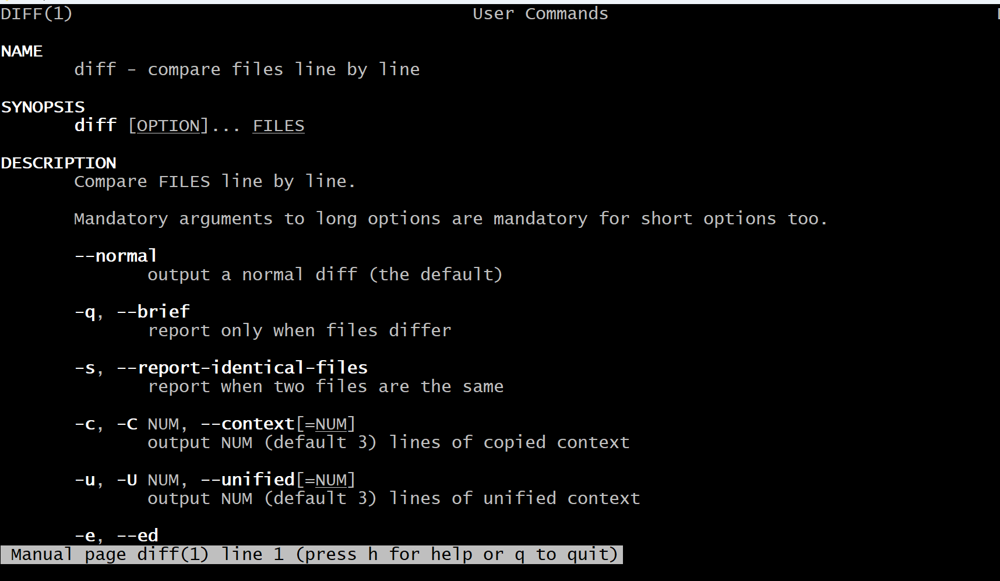 DIFF(1) User Commands
NAME
diff - compare files line by line
SYNOPSIS
diff [OPTION]... FILES
DESCRIPTION
Compare FILES line by line.
Mandatory arguments to long options are mandatory for short options too.
--normal
output a normal diff (the default)
-q, --brief
report only when files differ
-s, --report-identical-files
report when two files are the same
-c, -C NUM, --context[=NUM]
output NUM (default 3) lines of copied context
-u, -U NUM, --unified[=NUM]
output NUM (default 3) lines of unified context
-e, --ed
Manual page diff(1) line 1 (press h for help or q to quit)